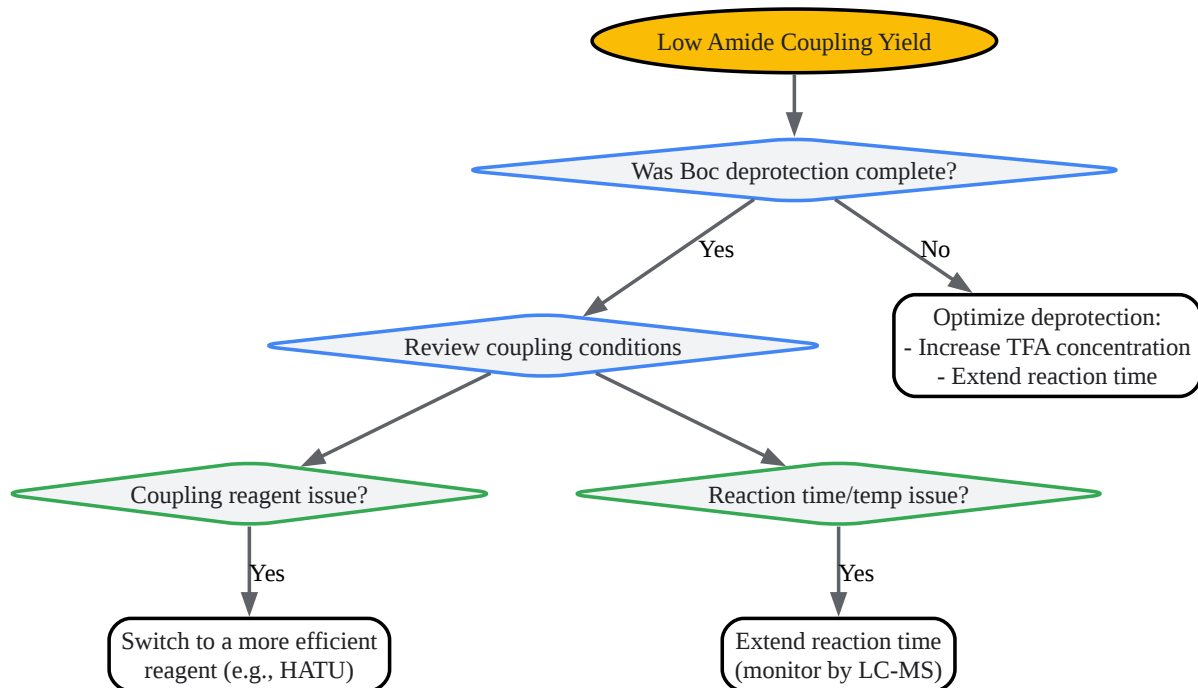 Low Amide Coupling Yield
Was Boc deprotection complete?
Yes
No
Optimize deprotection:
- Increase TFA concentration
- Extend reaction time
Review coupling conditions
Coupling reagent issue?
Reaction time/temp issue?
Yes
Yes
Switch to a more efficient
reagent (e.g., HATU)
Extend reaction time
(monitor by LC-MS)